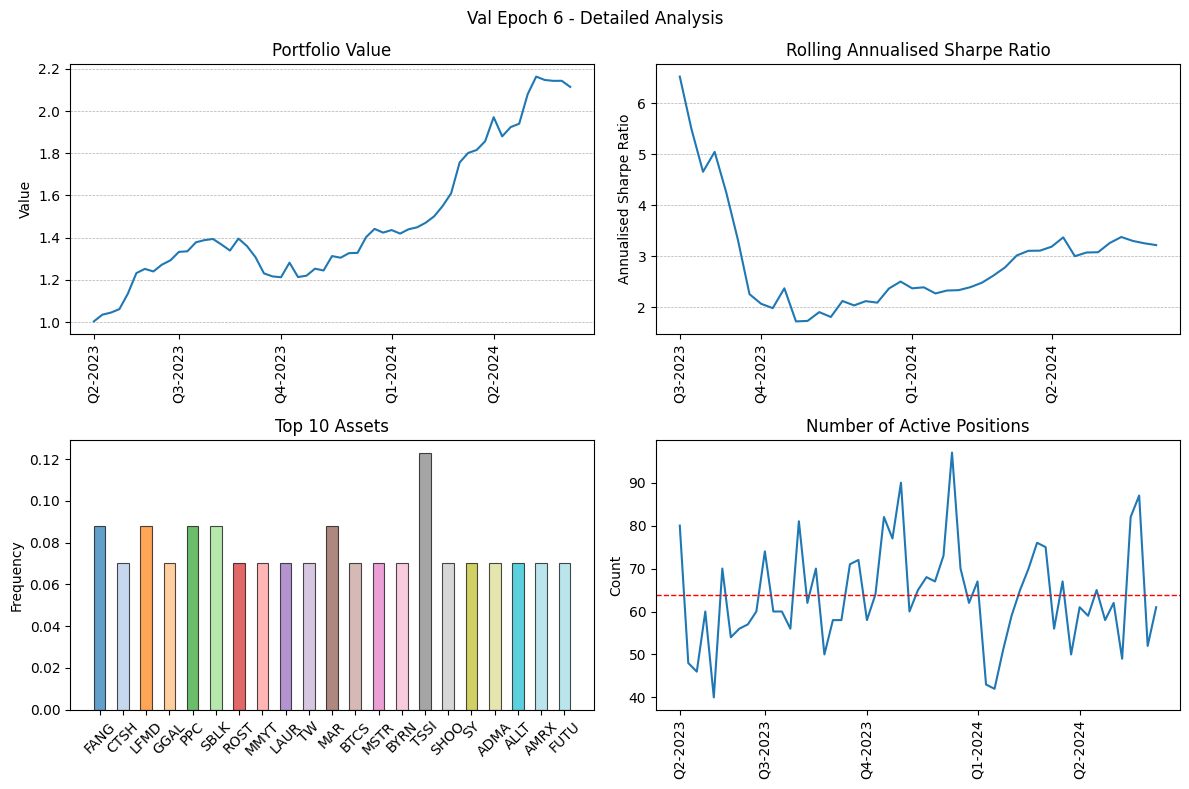 Val Epoch 6 - Detailed Analysis
Portfolio Value
Value
2.2
2.0
1.8
1.6
1.4
1.2
1.0
Q2-2023
Q3-2023
Q4-2023
Q1-2024
Q2-2024
Rolling Annualised Sharpe Ratio
Annualised Sharpe Ratio
6
5
4
3
2
Q3-2023
Q4-2023
Q1-2024
Q2-2024
Top 10 Assets
Frequency
0.12
0.10
0.08
0.06
0.04
0.02
0.00
FANG
CTSH
LFMD
GGAL
PPC
SBLK
ROST
MMYT
LAUR
TW
MAR
BTCS
MSTR
BYRN
TSSI
SHOO
SY
ADMA
ALLT
AMRX
FUTU
Number of Active Positions
Count
90
80
70
60
50
40
Q2-2023
Q3-2023
Q4-2023
Q1-2024
Q2-2024